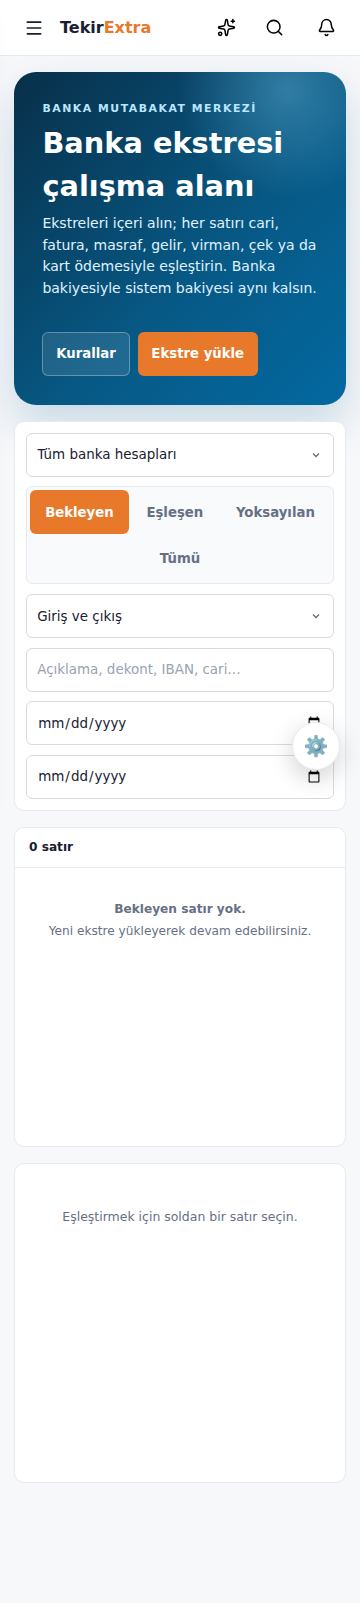 TekirExtra
BANKA MUTABAKAT MERKEZİ
Banka ekstresi
çalışma alanı
Ekstreleri içeri alın; her satırı cari,
fatura, masraf, gelir, virman, çek ya da
kart ödemesiyle eşleştirin. Banka
bakiyesiyle sistem bakiyesi aynı kalsın.
Kurallar
Ekstre yükle
Tüm banka hesapları
Bekleyen
Eşleşen
Yoksayılan
Tümü
Giriş ve çıkış
Açıklama, dekont, IBAN, cari...
mm/dd/yyyy
mm/dd/yyyy
0 satır
Bekleyen satır yok.
Yeni ekstre yükleyerek devam edebilirsiniz.
Eşleştirmek için soldan bir satır seçin.